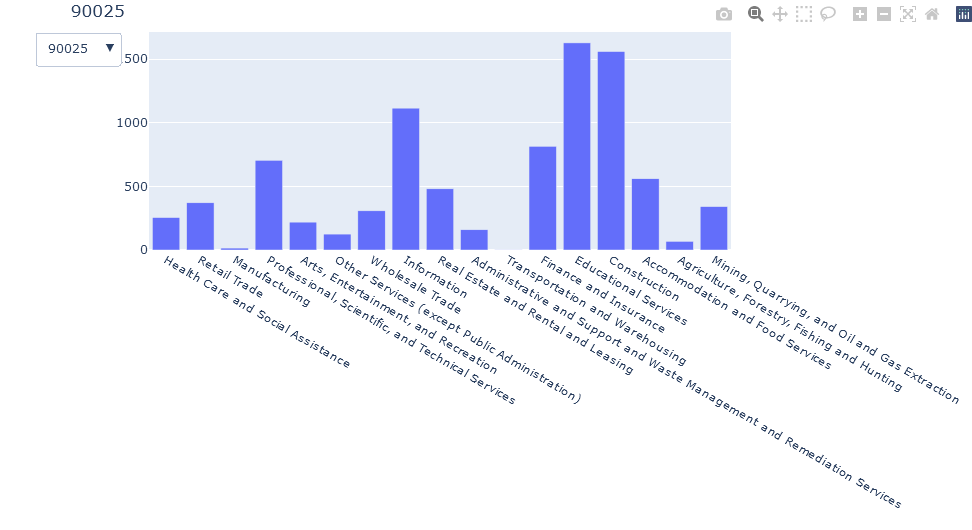 90025
90025 ▼
500
1000
500
0
Health Care and Social Assistance
Retail Trade
Manufacturing
Professional, Scientific, and Technical Services
Arts, Entertainment, and Recreation
Other Services (except Public Administration)
Wholesale Trade
Information
Real Estate and Rental and Leasing
Administrative and Support and Waste Management and Remediation Services
Transportation and Warehousing
Finance and Insurance
Educational Services
Construction
Accommodation and Food Services
Agriculture, Forestry, Fishing and Hunting
Mining, Quarrying, and Oil and Gas Extraction